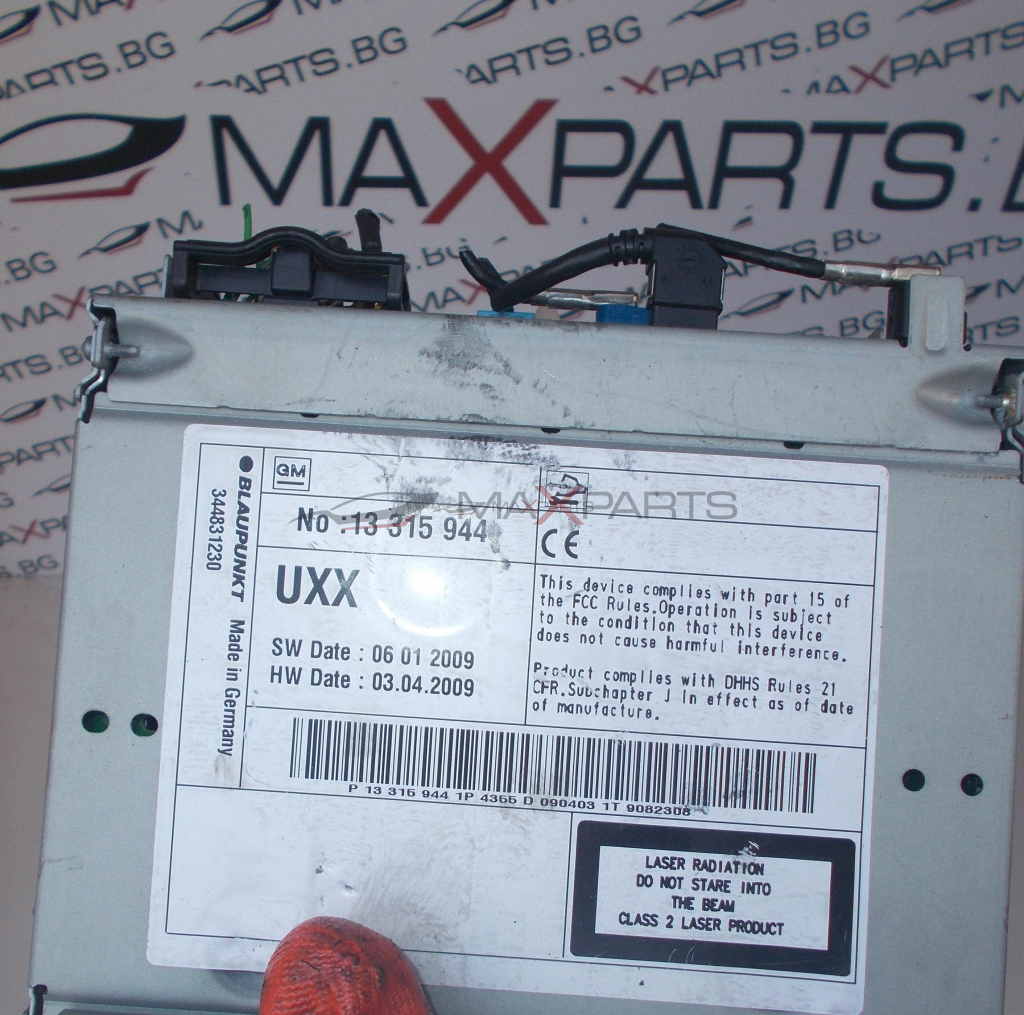 MAXPARTS.B
MAXPARTS
GM
No :13 315 944
CE
UXX
SW Date : 06 01 2009
HW Date : 03.04.2009
This device complies with part 15 of
the FCC Rules.Operation is subject
to the condition that this device
does not cause harmful interference.
Product complies with DHHS Rules 21
CFR.Subchapter J in effect as of date
of manufacture.
BLAUPUNKT Made in Germany
344831230
P 13 315 944 1P 4355 D 090403 1T 9082308
LASER RADIATION
DO NOT STARE INTO
THE BEAM
CLASS 2 LASER PRODUCT